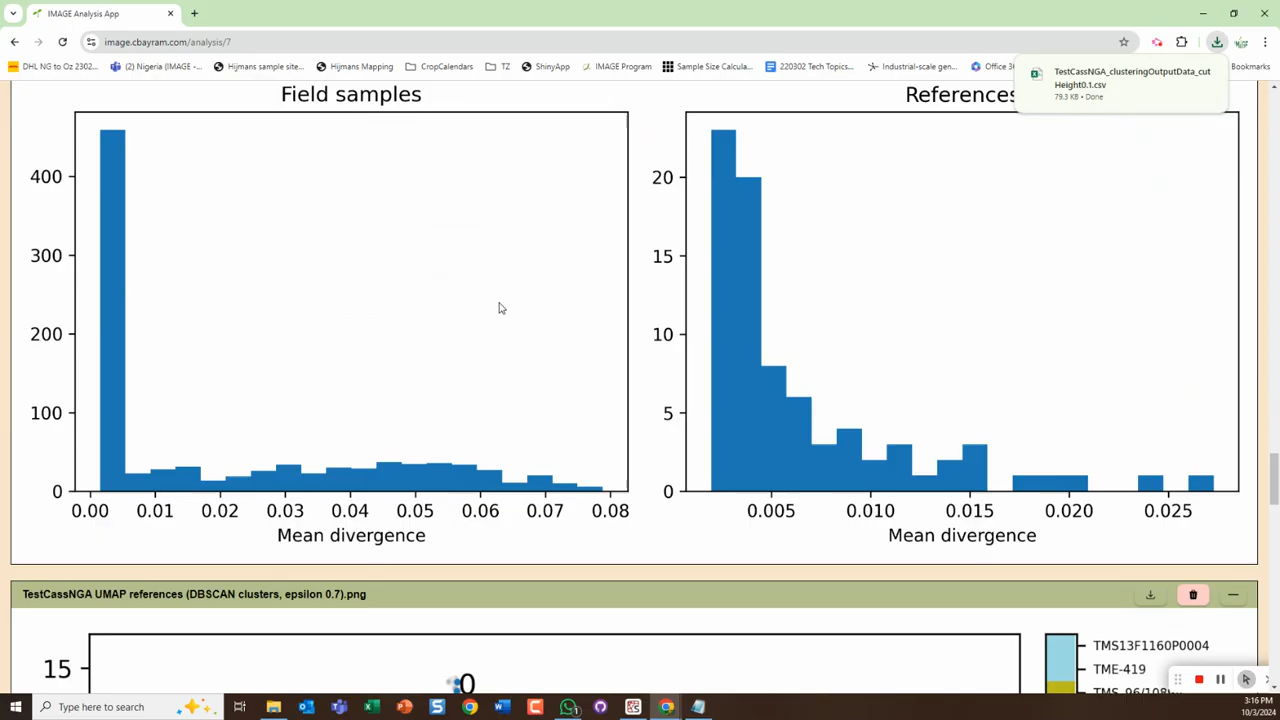 IMAGE Analysis App
image.cbayram.com/analysis/7
DHL NG to Oz 2302...
(2) Nigeria (IMAGE -...
Hijmans sample site...
Hijmans Mapping
CropCalendars
TZ
ShinyApp
IMAGE Program
Sample Size Calcula...
220302 Tech Topics...
Industrial-scale gen...
Office 36
Bookmarks
TestCassNGA_clusteringOutputData_cut
Height0.1.csv
79.3 KB • Done
Field samples
References
400
300
200
100
0
0.00 0.01 0.02 0.03 0.04 0.05 0.06 0.07 0.08
Mean divergence
20
15
10
5
0
0.005 0.010 0.015 0.020 0.025
Mean divergence
TestCassNGA UMAP references (DBSCAN clusters, epsilon 0.7).png
15
0
TMS13F1160P0004
TME-419
Type here to search
3:16 PM
10/3/2024